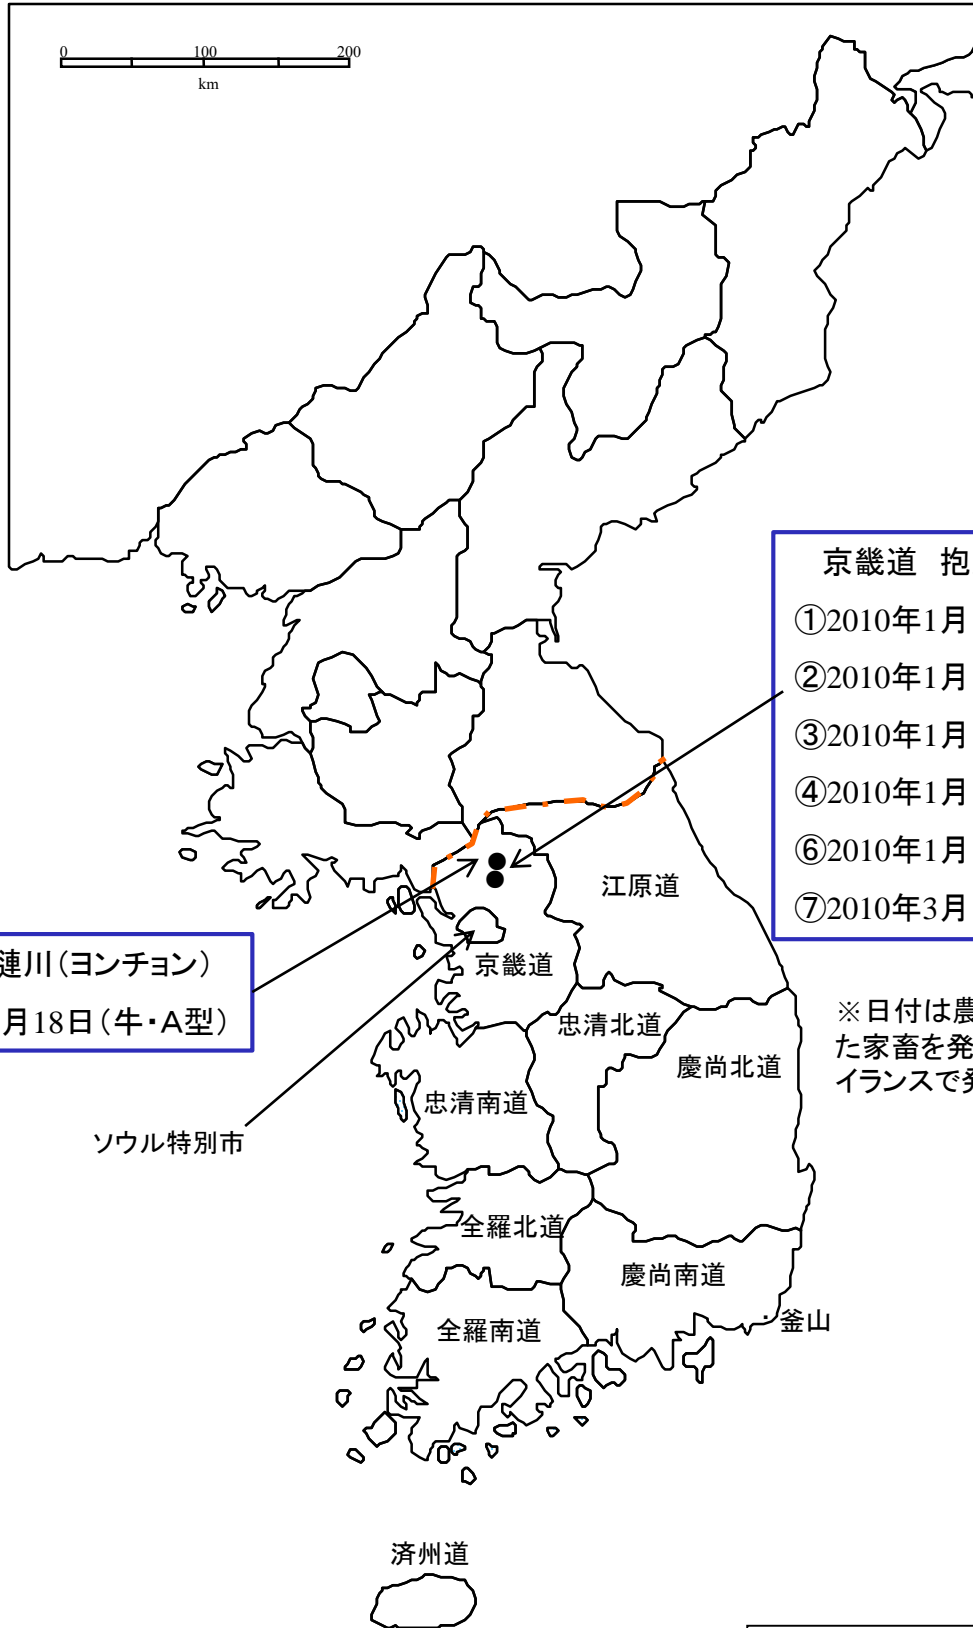 0 100 200
km
京畿道 抱
①2010年1月
②2010年1月
③2010年1月
④2010年1月
⑥2010年1月
⑦2010年3月
江原道
漣川（ヨンチョン）
月18日（牛・A型）
京畿道
忠清北道
※日付は農
た家畜を発
イランスで発
慶尚北道
忠清南道
ソウル特別市
全羅北道
慶尚南道
釜山
全羅南道
済州道